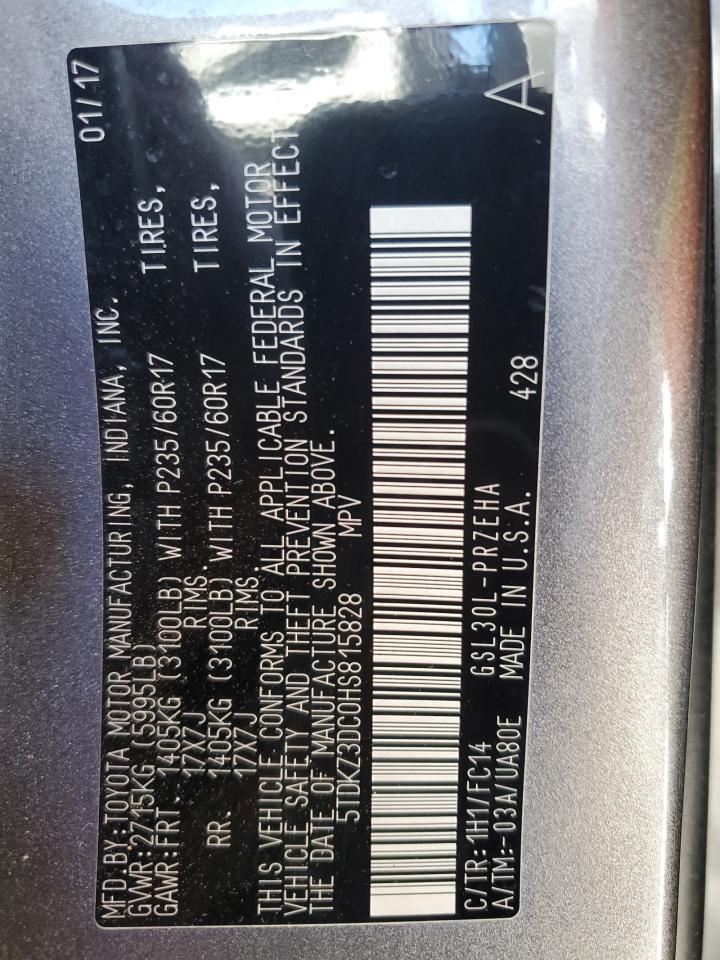 MFD.BY:TOYOTA MOTOR MANUFACTURING, INDIANA, INC. 01/17
GVWR:2715KG (5995LB)
GAWR:FRT. 1405KG (3100LB) WITH P235/60R17 TIRES,
17X7J RIMS.
RR. 1405KG (3100LB) WITH P235/60R17 TIRES,
17X7J RIMS
THIS VEHICLE CONFORMS TO ALL APPLICABLE FEDERAL MOTOR
VEHICLE SAFETY AND THEFT PREVENTION STANDARDS IN EFFECT
THE DATE OF MANUFACTURE SHOWN ABOVE.
5TDKZ3DC0HS815828 MPV
C/TR: 1H1/FC14 GSL30L-PRZEHA
A/TM:- 03A/UA80E MADE IN U.S.A. 428 A